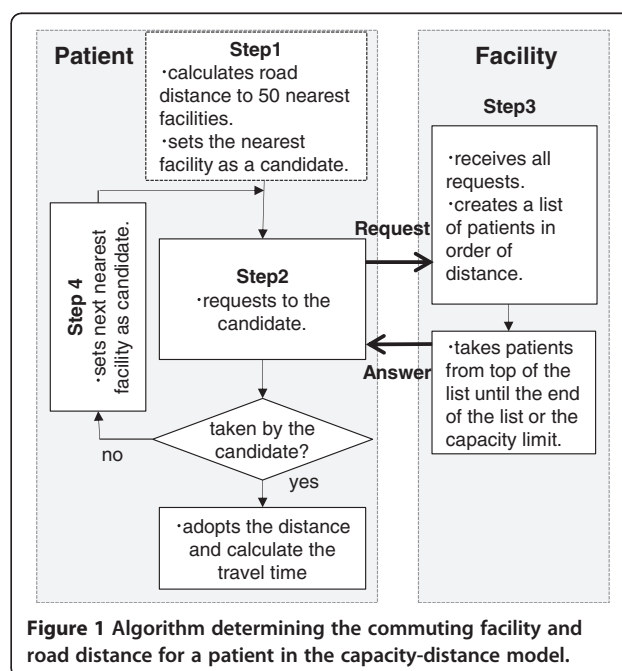 Patient
Step1
・calculates road
distance to 50 nearest
facilities.
・sets the nearest
facility as a candidate.
Step 4
・sets next nearest
facility as candidate.
Step2
・requests to the
candidate.
taken by the
candidate?
no
yes
・adopts the distance
and calculate the
travel time
Request
Answer
Facility
Step3
・receives all
requests.
・creates a list
of patients in
order of
distance.
・takes patients
from top of the
list until the end
of the list or the
capacity limit.
Figure 1 Algorithm determining the commuting facility and
road distance for a patient in the capacity-distance model.